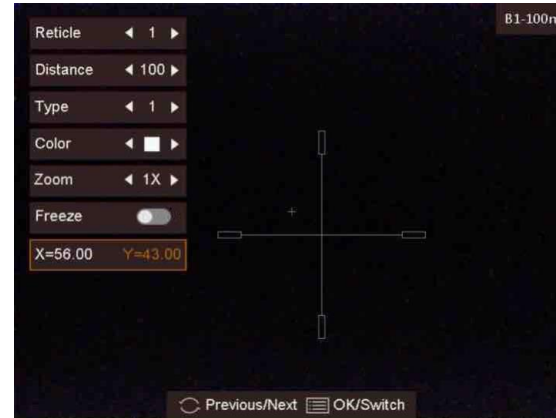 B1-100m
Reticle 1
Distance 100
Type 1
Color
Zoom 1X
Freeze
X=56.00 Y=43.00
Previous/Next OK/Switch